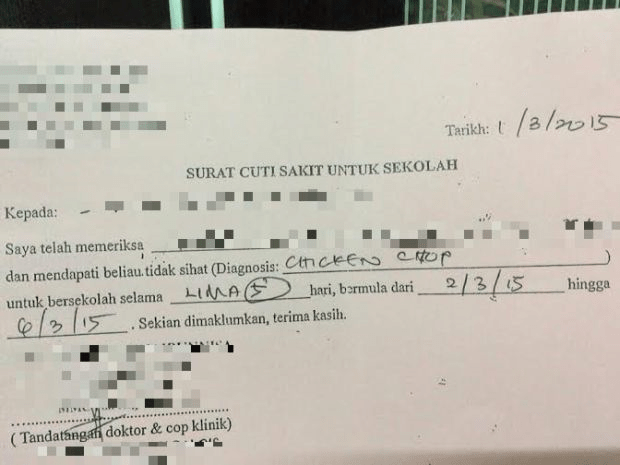 Tarikh: 1/3/2015
SURAT CUTI SAKIT UNTUK SEKOLAH
Kepada: -
Saya telah memeriksa
dan mendapati beliau tidak sihat (Diagnosis: CHICKEN CHOP )
untuk bersekolah selama LIMA 5 hari, bermula dari 2/3/15 hingga
6/3/15 . Sekian dimaklumkan, terima kasih.
( Tandatangan doktor & cop klinik)